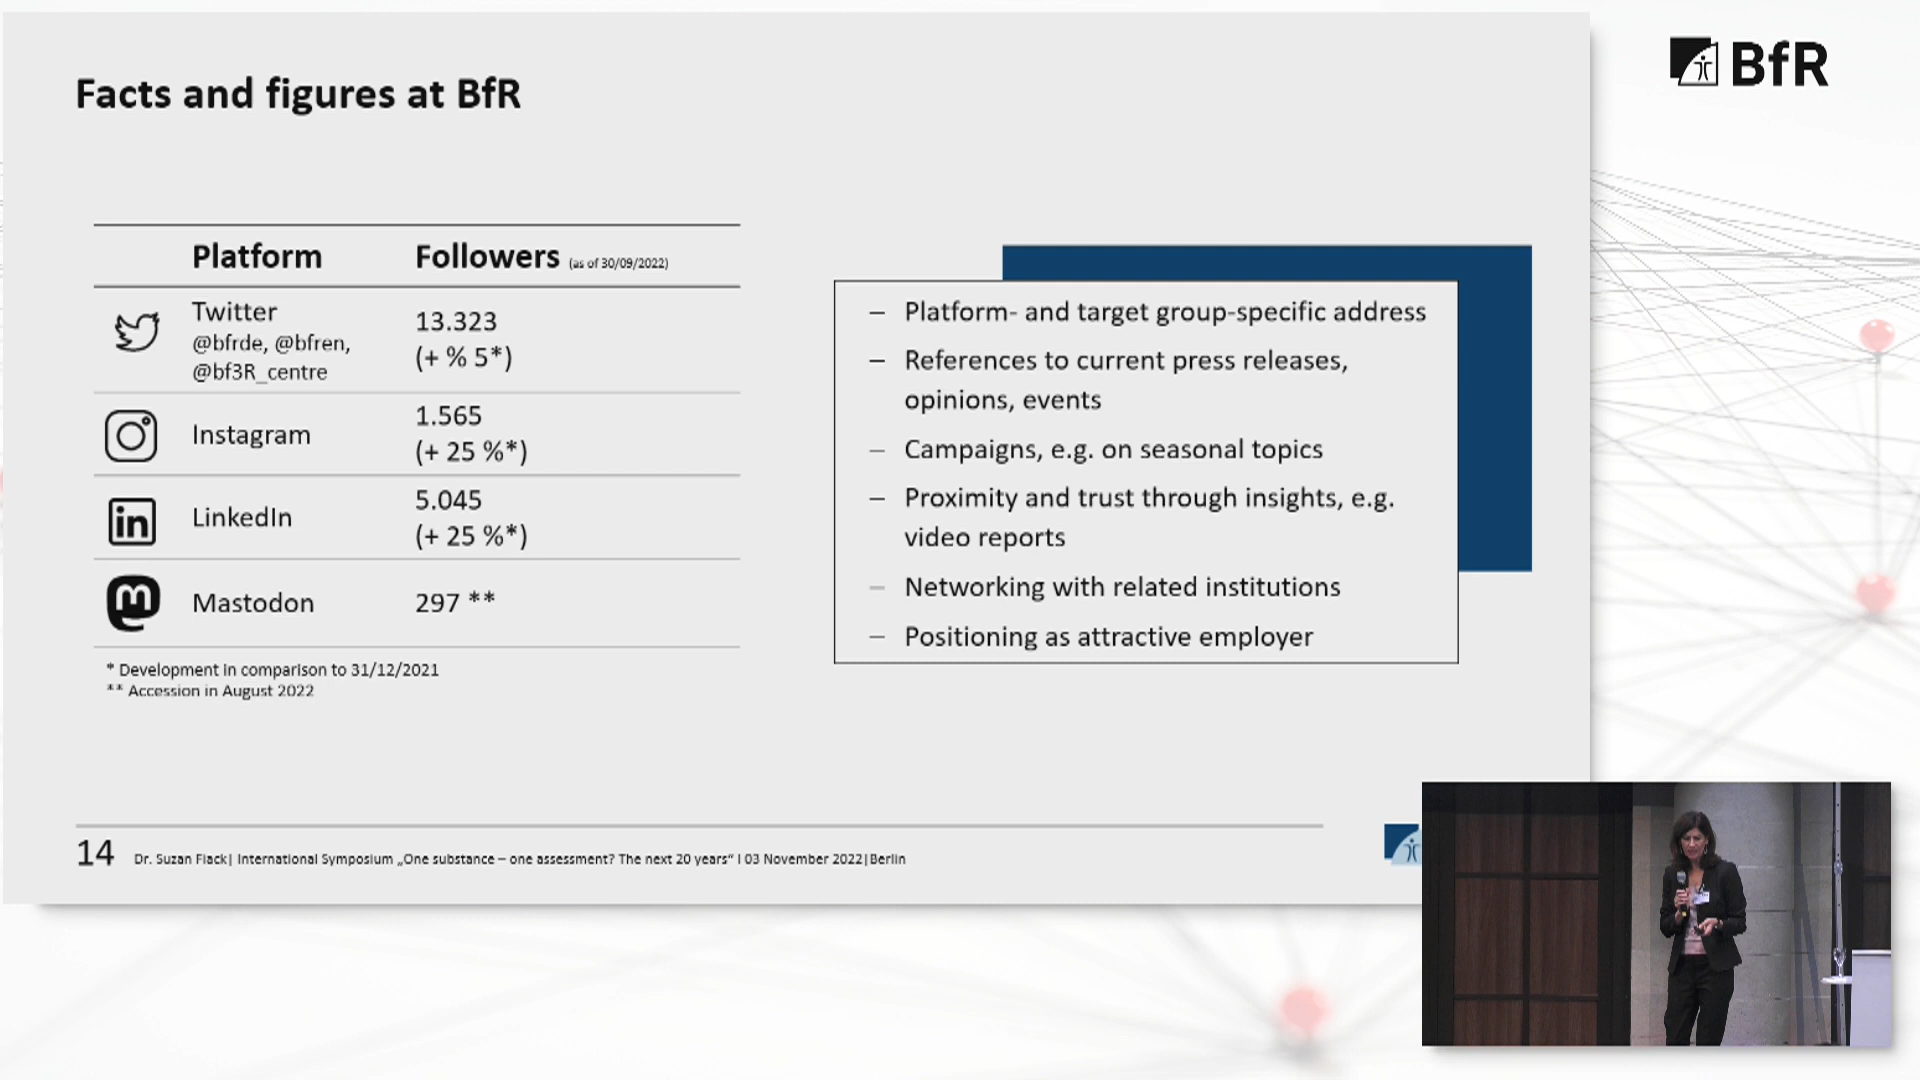 BfR
Facts and figures at BfR
Platform
Followers (as of 30/09/2022)
Twitter
@bfrde, @bfren,
@bf3R_centre
13.323
(+ % 5*)
Instagram
1.565
(+ 25 %*)
LinkedIn
5.045
(+ 25 %*)
Mastodon
297 **
* Development in comparison to 31/12/2021
** Accession in August 2022
– Platform- and target group-specific address
– References to current press releases,
opinions, events
– Campaigns, e.g. on seasonal topics
– Proximity and trust through insights, e.g.
video reports
– Networking with related institutions
– Positioning as attractive employer
14
Dr. Suzan Fiack| International Symposium „One substance – one assessment? The next 20 years“ I 03 November 2022|Berlin